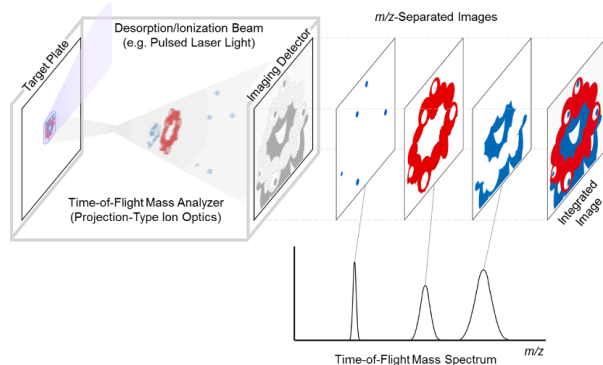 Desorption/Ionization Beam
(e.g. Pulsed Laser Light)
m/z-Separated Images
Target Plate
Imaging Detector
Time-of-Flight Mass Analyzer
(Projection-Type Ion Optics)
Integrated
Image
m/z
Time-of-Flight Mass Spectrum